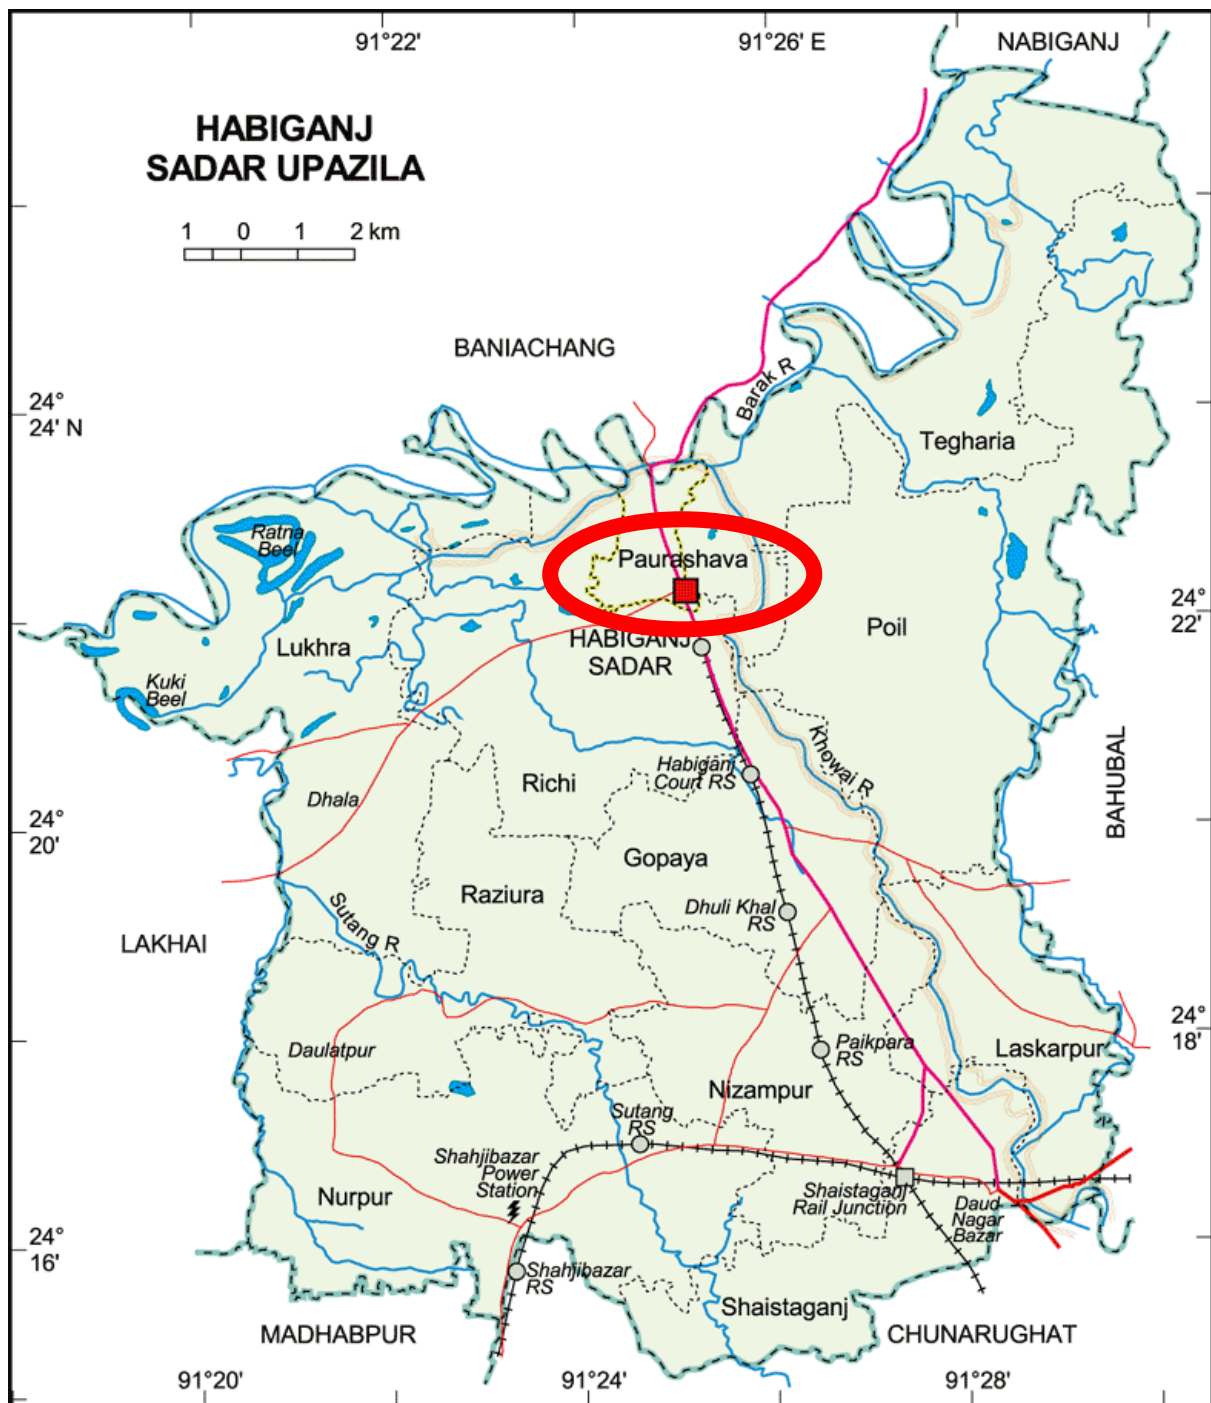 91°22'
91°26' E
NABIGANJ
HABIGANJ
SADAR UPAZILA
1 0 1 2 km
BANIACHANG
Barak R
24°
24' N
Tegharia
Ratna
Beel
Paurashava
24°
22'
Poil
HABIGANJ
SADAR
Lukhra
Kuki
Beel
Khowai R
BAHUBAL
Habiganj
Court RS
Richi
Dhala
24°
20'
Gopaya
Raziura
Dhuli Khal
RS
Sutang R
LAKHAI
24°
18'
Paikpara
RS
Laskarpur
Daulatpur
Nizampur
Sutang
RS
Shahjibazar
Power
Station
Nurpur
Shaistaganj
Rail Junction
Daud
Nagar
Bazar
24°
16'
Shahjibazar
RS
Shaistaganj
MADHABPUR
CHUNARUGHAT
91°20'
91°24'
91°28'